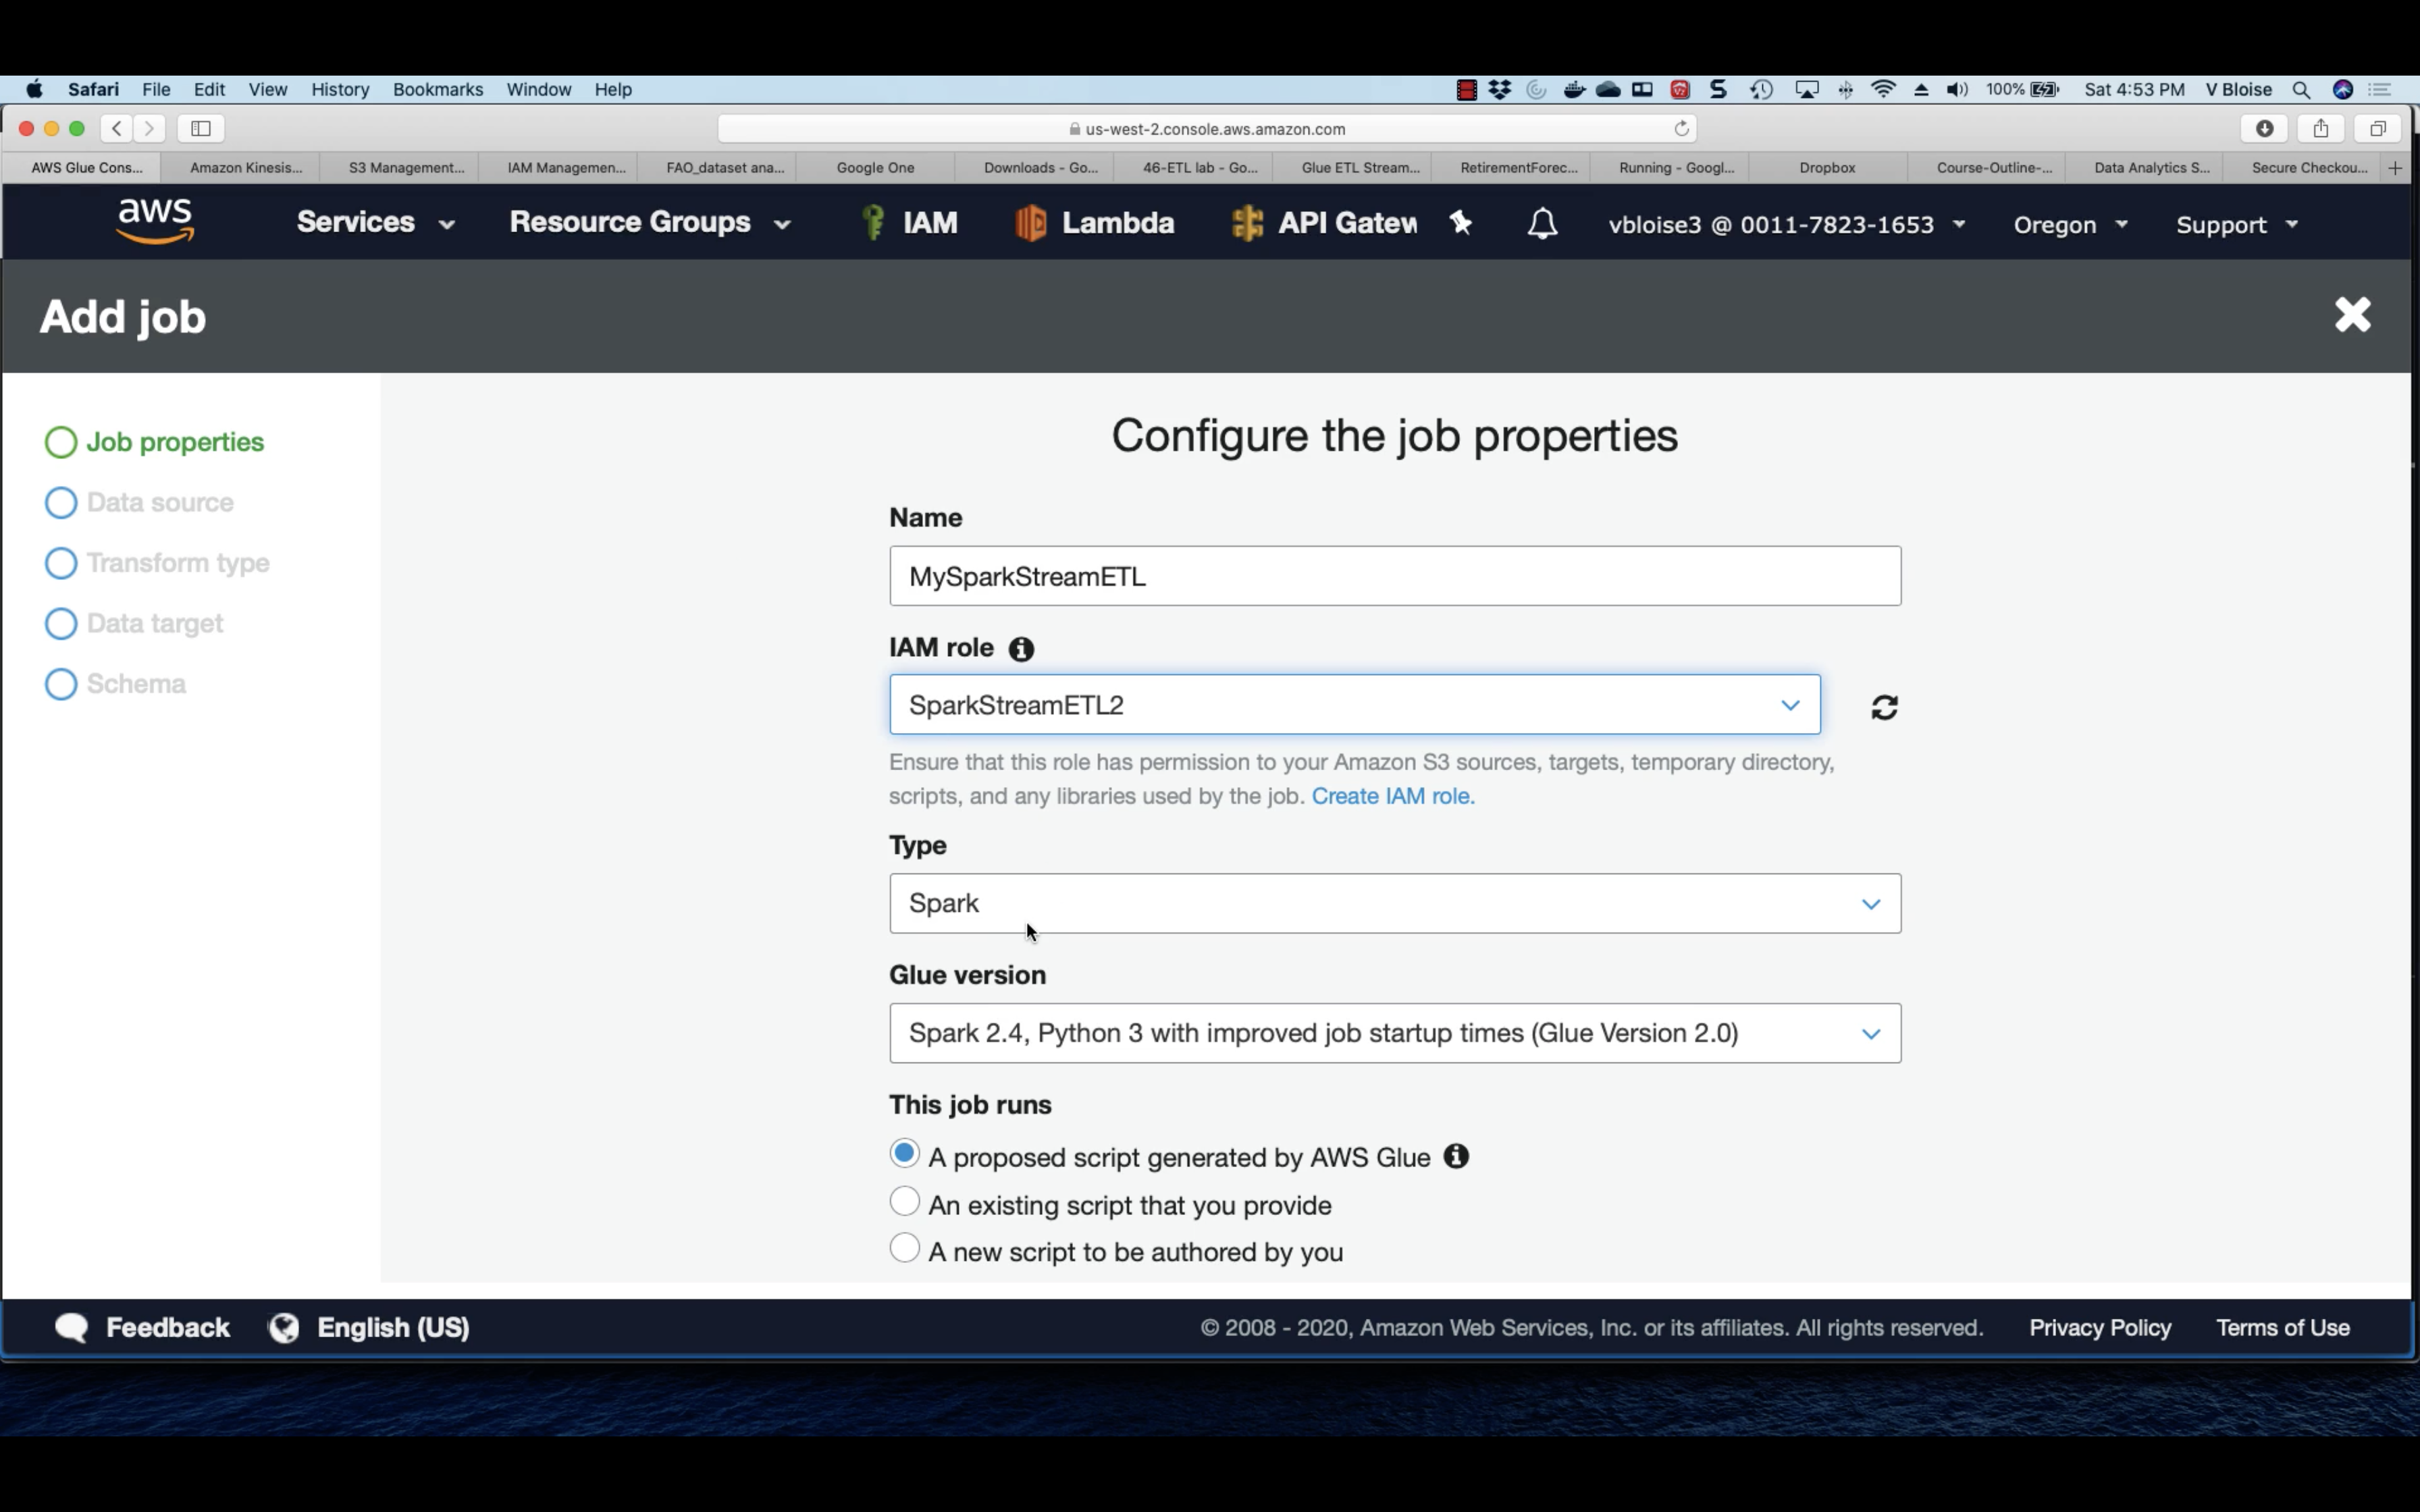 Safari File Edit View History Bookmarks Window Help 100% Sat 4:53 PM V Bloise
us-west-2.console.aws.amazon.com
AWS Glue Cons... Amazon Kinesis... S3 Management... IAM Managemen... FAO_dataset ana... Google One Downloads - Go... 46-ETL lab - Go... Glue ETL Stream... RetirementForec... Running - Googl... Dropbox Course-Outline-... Data Analytics S... Secure Checkou...
aws Services Resource Groups IAM Lambda API Gatew vbloise3 @ 0011-7823-1653 Oregon Support
Add job
Job properties
Data source
Transform type
Data target
Schema
Configure the job properties
Name
MySparkStreamETL
IAM role
SparkStreamETL2
Ensure that this role has permission to your Amazon S3 sources, targets, temporary directory,
scripts, and any libraries used by the job. Create IAM role.
Type
Spark
Glue version
Spark 2.4, Python 3 with improved job startup times (Glue Version 2.0)
This job runs
A proposed script generated by AWS Glue
An existing script that you provide
A new script to be authored by you
Feedback English (US) © 2008 - 2020, Amazon Web Services, Inc. or its affiliates. All rights reserved. Privacy Policy Terms of Use